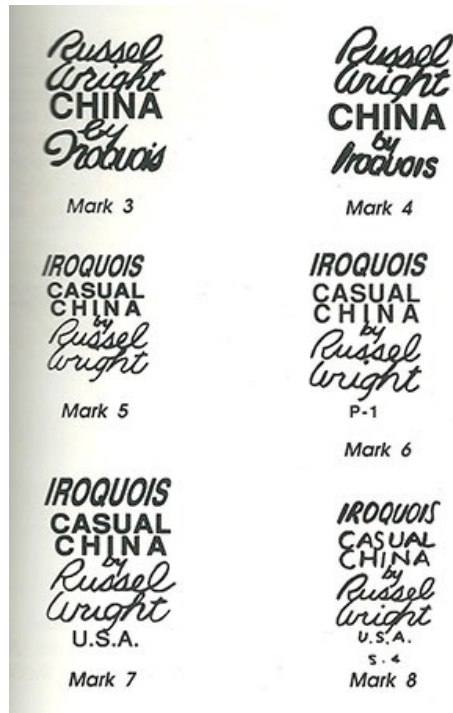 Russel
Wright
CHINA
by
Iroquois
Mark 3
Russel
Wright
CHINA
by
Iroquois
Mark 4
IROQUOIS
CASUAL
CHINA
by
Russel
Wright
Mark 5
IROQUOIS
CASUAL
CHINA
by
Russel
Wright
P-1
Mark 6
IROQUOIS
CASUAL
CHINA
by
Russel
Wright
U.S.A.
Mark 7
IROQUOIS
CASUAL
CHINA
by
Russel
Wright
U.S.A.
S.4
Mark 8